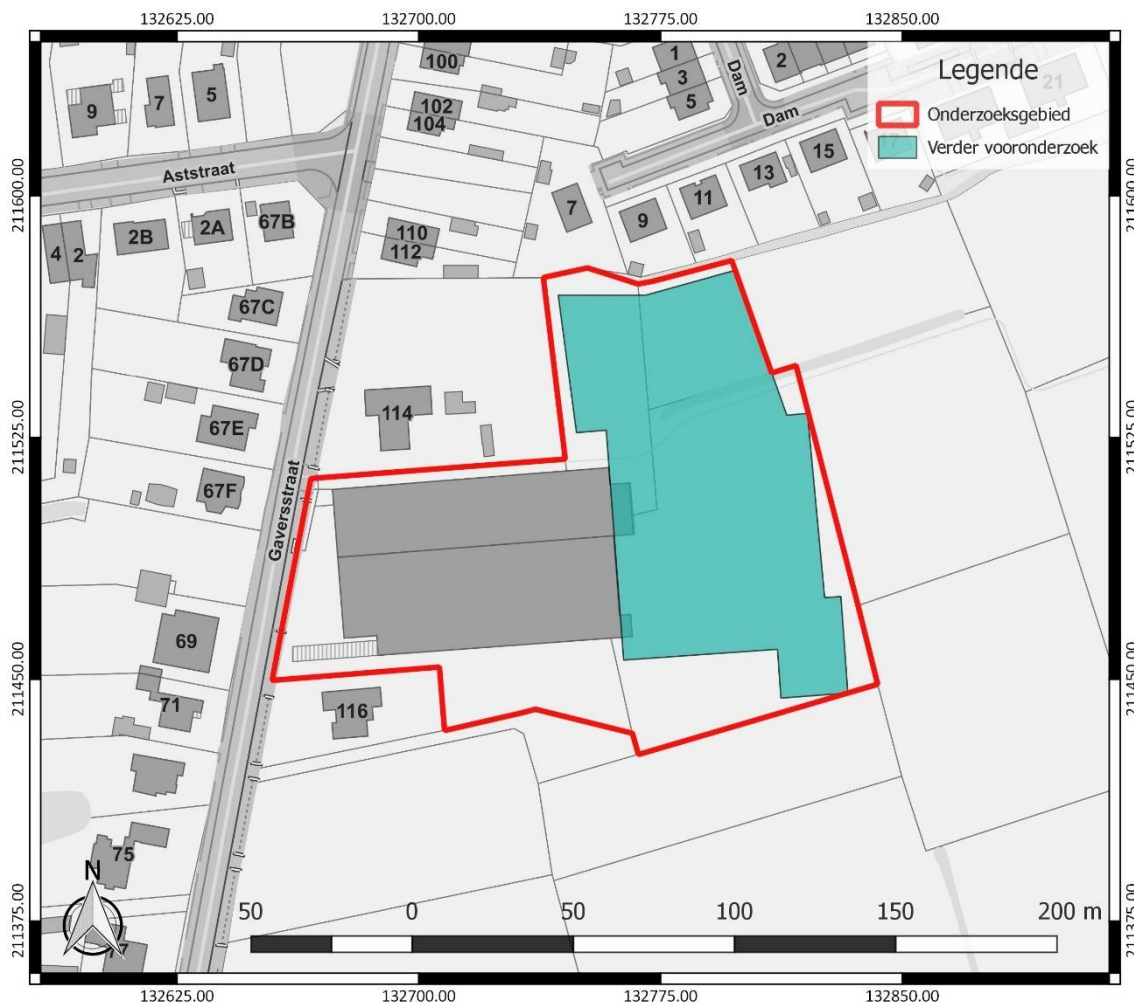 132625.00 132700.00 132775.00 132850.00
Legende
Onderzoeksgebied
Verder vooronderzoek
211600.00
211525.00
211450.00
211375.00
211600.00
211525.00
211450.00
211375.00
100
1
3
5
Dam
2
21
9
7
5
102
104
Dam
17
15
13
11
9
7
Aststraat
4
2
2B
2A
67B
110
112
67C
67D
114
67E
67F
Gaversstraat
69
71
116
75
N
50 0 50 100 150 200 m
132625.00 132700.00 132775.00 132850.00